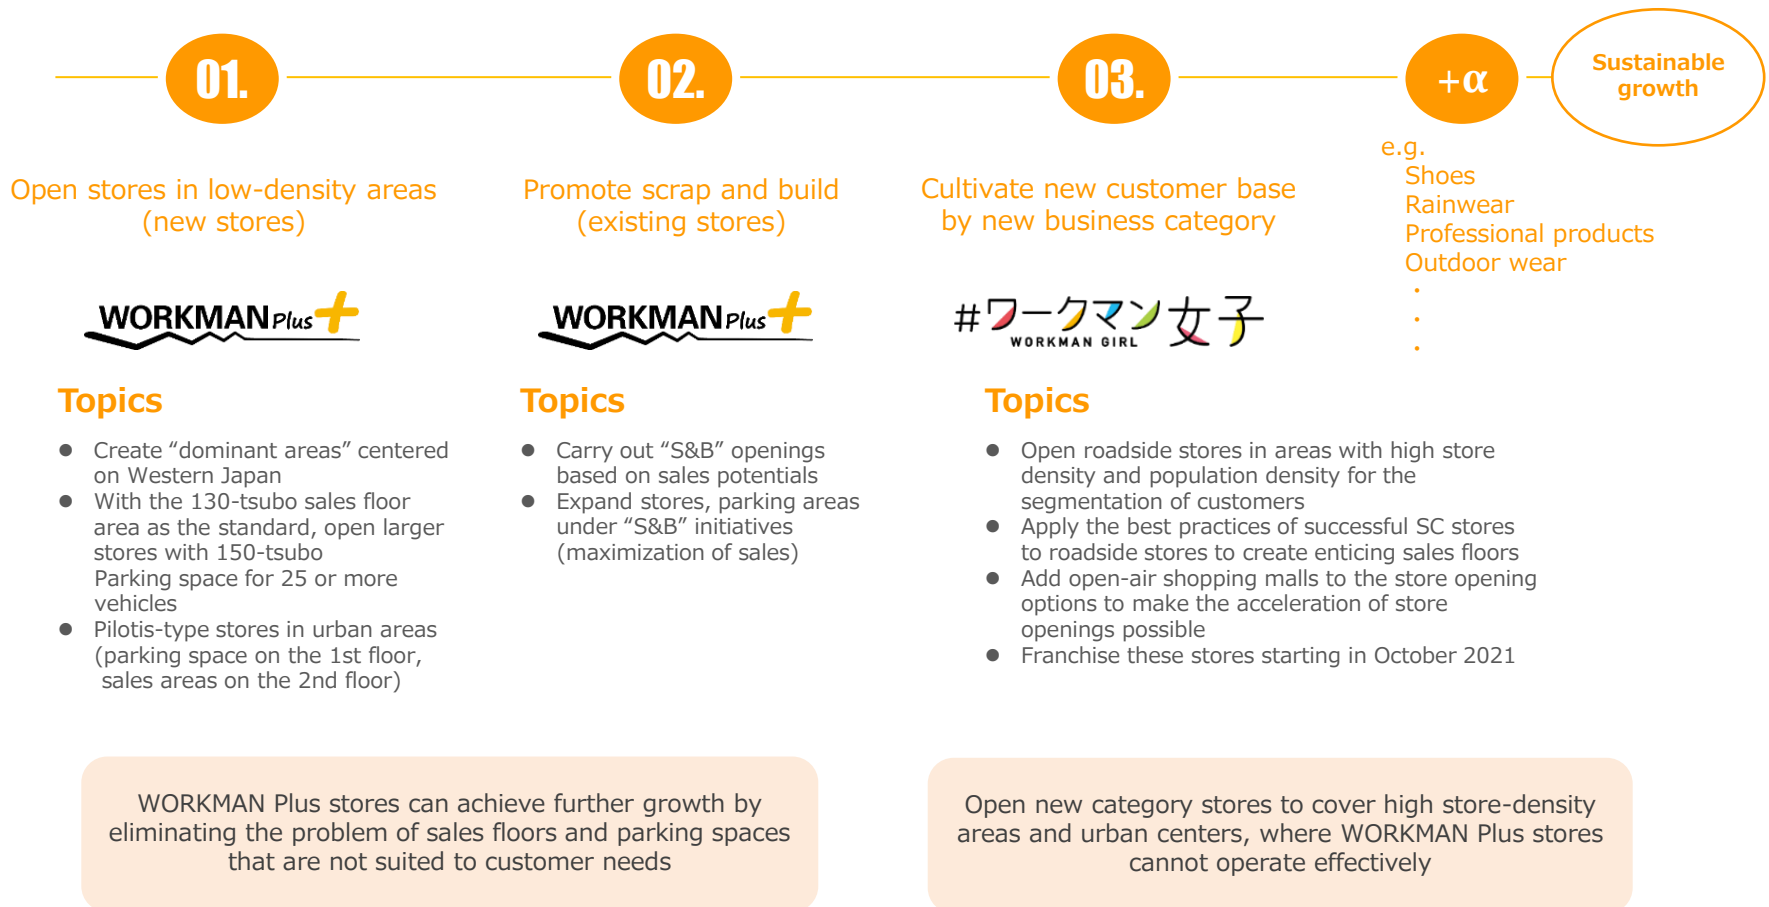 01.
02.
03.
+α
Sustainable
growth
Open stores in low-density areas
(new stores)
WORKMAN Plus
Topics
● Create “dominant areas” centered
on Western Japan
● With the 130-tsubo sales floor
area as the standard, open larger
stores with 150-tsubo
Parking space for 25 or more
vehicles
● Pilotis-type stores in urban areas
(parking space on the 1st floor,
sales areas on the 2nd floor)
Promote scrap and build
(existing stores)
WORKMAN Plus
Topics
● Carry out “S&B” openings
based on sales potentials
● Expand stores, parking areas
under “S&B” initiatives
(maximization of sales)
Cultivate new customer base
by new business category
#ワークマン女子
WORKMAN GIRL
Topics
● Open roadside stores in areas with high store
density and population density for the
segmentation of customers
● Apply the best practices of successful SC stores
to roadside stores to create enticing sales floors
● Add open-air shopping malls to the store opening
options to make the acceleration of store
openings possible
● Franchise these stores starting in October 2021
e.g.
Shoes
Rainwear
Professional products
Outdoor wear
・
・
・
WORKMAN Plus stores can achieve further growth by
eliminating the problem of sales floors and parking spaces
that are not suited to customer needs
Open new category stores to cover high store-density
areas and urban centers, where WORKMAN Plus stores
cannot operate effectively